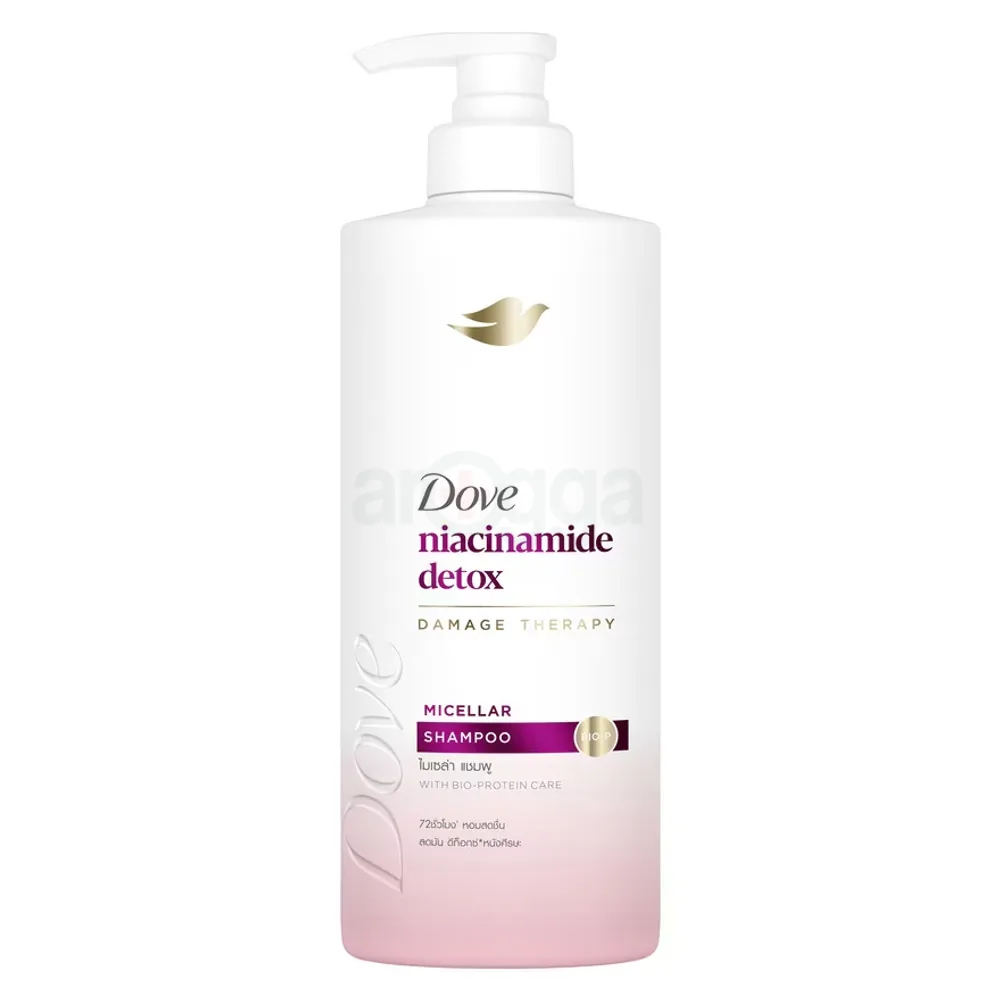 arogga
Dove
niacinamide
detox
DAMAGE THERAPY
MICELLAR
SHAMPOO
BIO-P
ไมเซล่า แชมพู
WITH BIO-PROTEIN CARE
72ชั่วโมง* หอมสดชื่น
ลดมัน ดีท็อกซ์*หนังศีรษะ
Dove